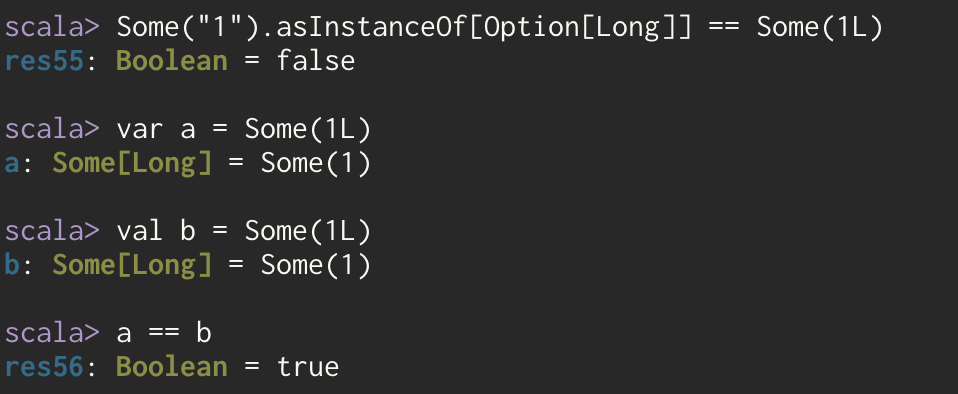 scala> Some("1").asInstanceOf[Option[Long]] == Some(1L)
res55: Boolean = false
scala> var a = Some(1L)
a: Some[Long] = Some(1)
scala> val b = Some(1L)
b: Some[Long] = Some(1)
scala> a == b
res56: Boolean = true